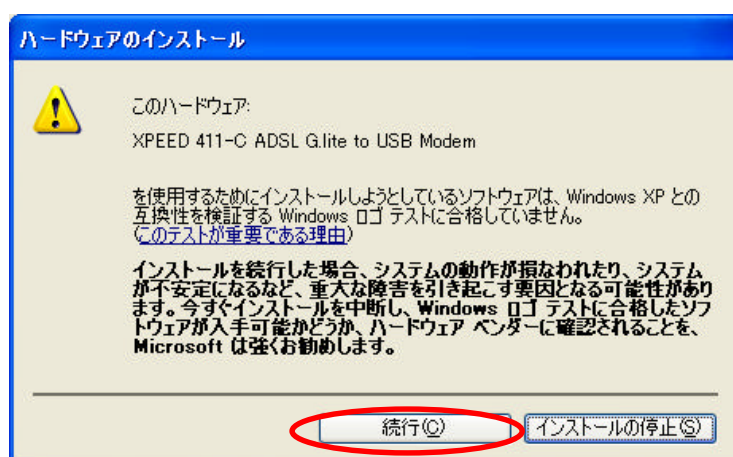 ハードウェアのインストール
このハードウェア:
XPEED 411-C ADSL G.lite to USB Modem
を使用するためにインストールしようとしているソフトウェアは、Windows XP との
互換性を検証する Windows ロゴ テストに合格していません。
(このテストが重要である理由)
インストールを続行した場合、システムの動作が損なわれたり、システム
が不安定になるなど、重大な障害を引き起こす要因となる可能性があり
ます。今すぐインストールを中断し、Windows ロゴ テストに合格したソフ
トウェアが入手可能かどうか、ハードウェア ベンダーに確認されることを、
Microsoft は強くお勧めします。
続行(C) インストールの停止(S)